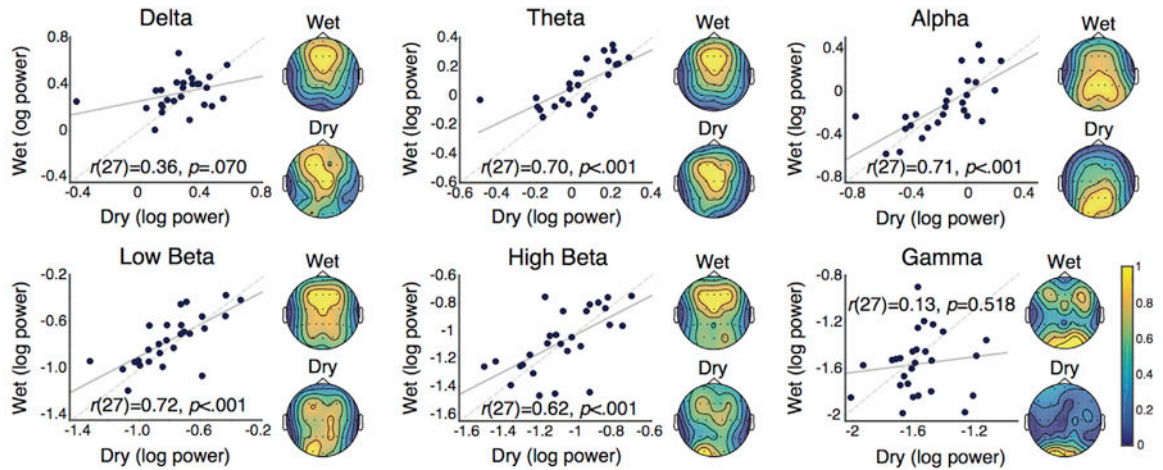 Delta
Wet
Wet (log power)
0.8
0.4
0
-0.4
r(27)=0.36, p=.070
-0.4
0
0.4
0.8
Dry (log power)
Dry
Theta
Wet
Wet (log power)
0.4
0.2
0
-0.2
-0.4
-0.6
r(27)=0.70, p<.001
-0.6
-0.4
-0.2
0
0.2
0.4
Dry (log power)
Dry
Alpha
Wet
Wet (log power)
0.4
0
-0.4
-0.8
r(27)=0.71, p<.001
-0.8
-0.4
0
0.4
Dry (log power)
Dry
Low Beta
Wet
Wet (log power)
-0.2
-0.6
-1.0
-1.4
r(27)=0.72, p<.001
-1.4
-1.0
-0.6
-0.2
Dry (log power)
Dry
High Beta
Wet
Wet (log power)
-0.6
-0.8
-1
-1.2
-1.4
-1.6
r(27)=0.62, p<.001
-1.6
-1.4
-1.2
-1
-0.8
-0.6
Dry (log power)
Dry
Gamma
Wet
Wet (log power)
-0.8
-1.2
-1.6
-2
r(27)=0.13, p=0.518
-2
-1.6
-1.2
Dry (log power)
Dry
1
0.8
0.6
0.4
0.2
0